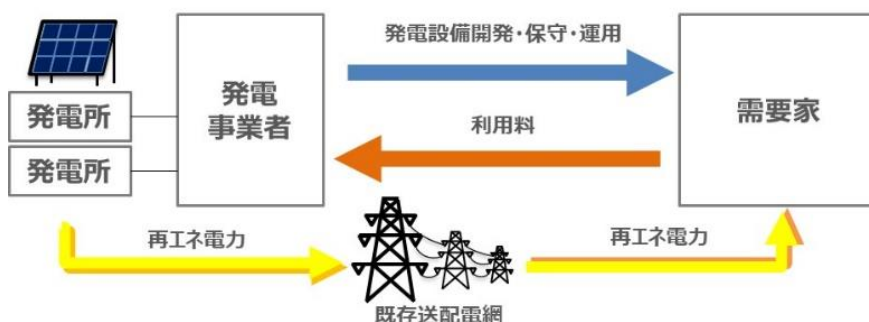 発電所
発電所
発電
事業者
発電設備開発・保守・運用
利用料
需要家
再エネ電力
再エネ電力
既存送配電網